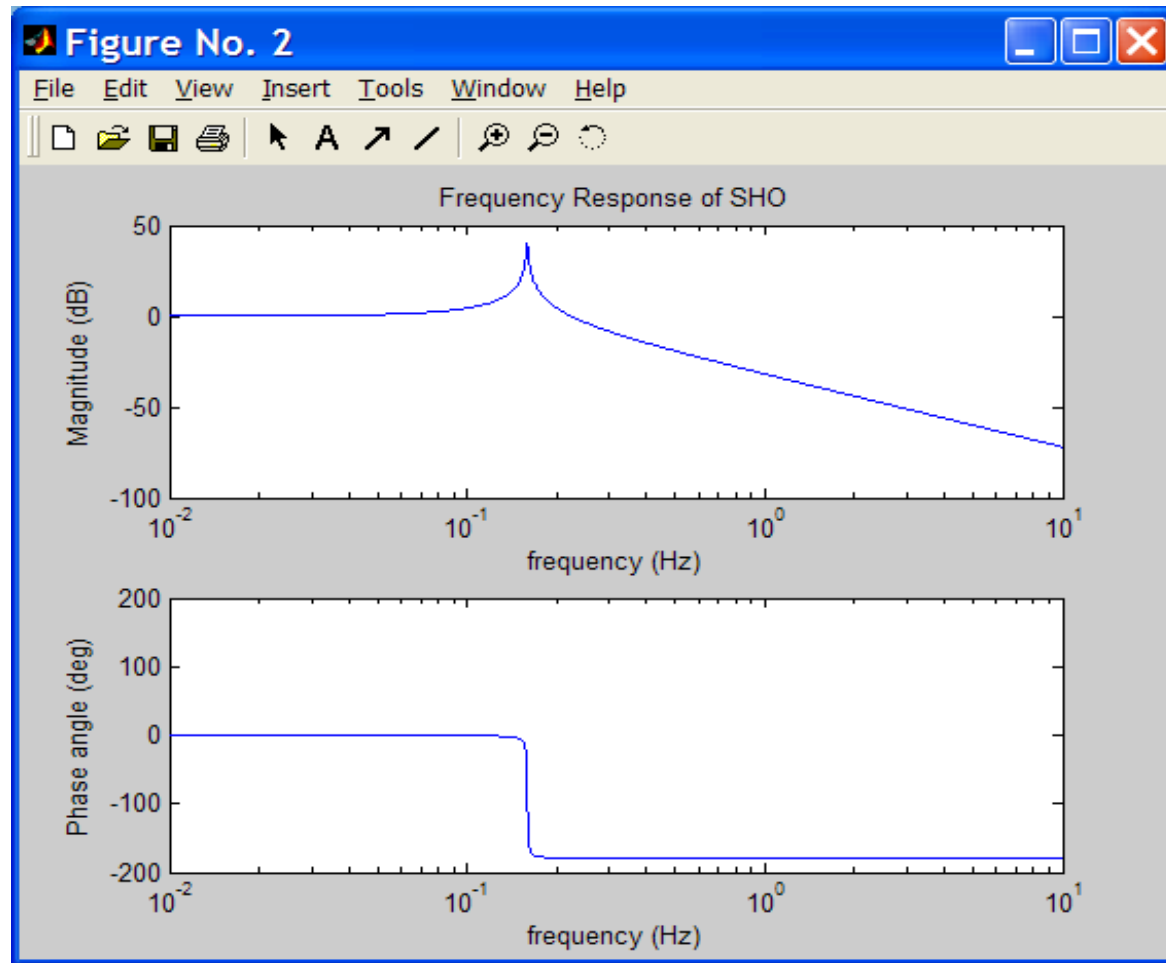 Figure No. 2
File Edit View Insert Tools Window Help
A
Frequency Response of SHO
50
0
-50
-100
Magnitude (dB)
10^-2 10^-1 10^0 10^1
frequency (Hz)
200
100
0
-100
-200
Phase angle (deg)
10^-2 10^-1 10^0 10^1
frequency (Hz)